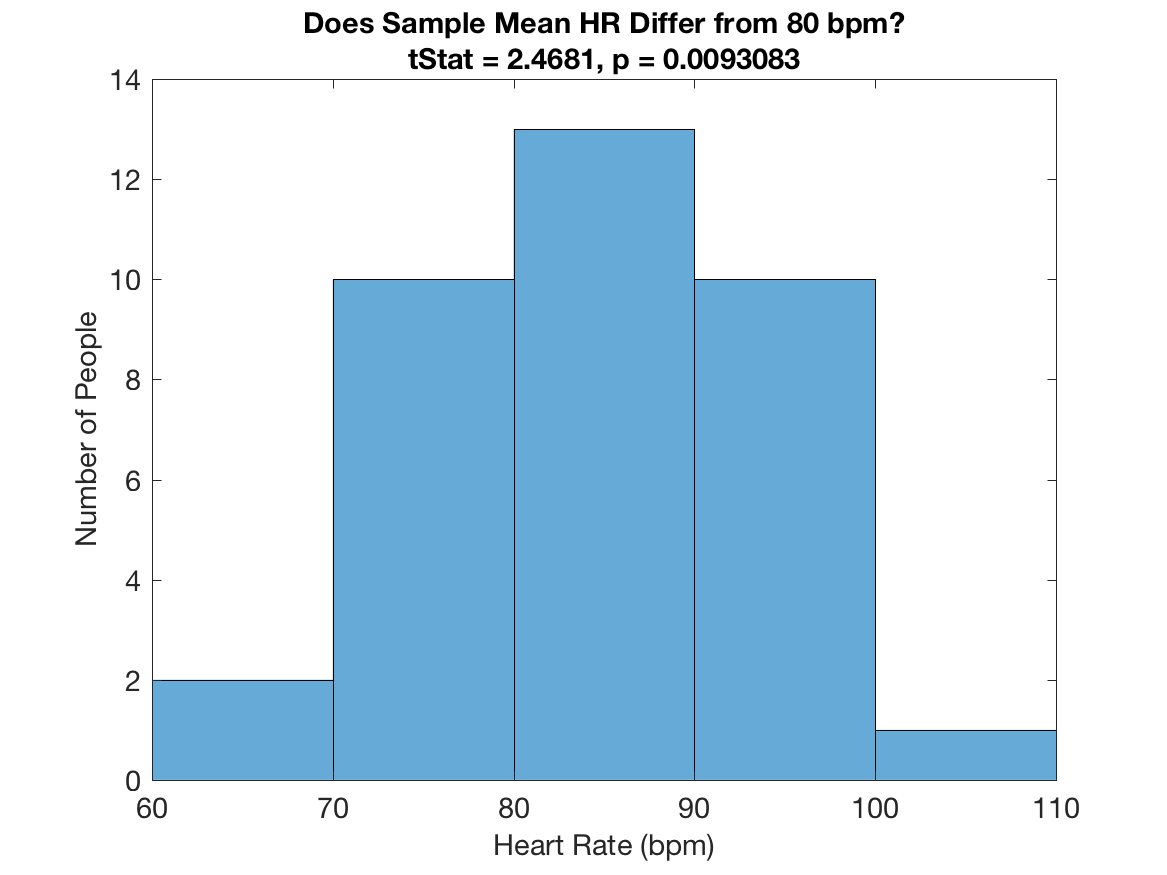 Does Sample Mean HR Differ from 80 bpm?
tStat = 2.4681, p = 0.0093083
14
12
10
8
6
4
2
0
Number of People
60 70 80 90 100 110
Heart Rate (bpm)